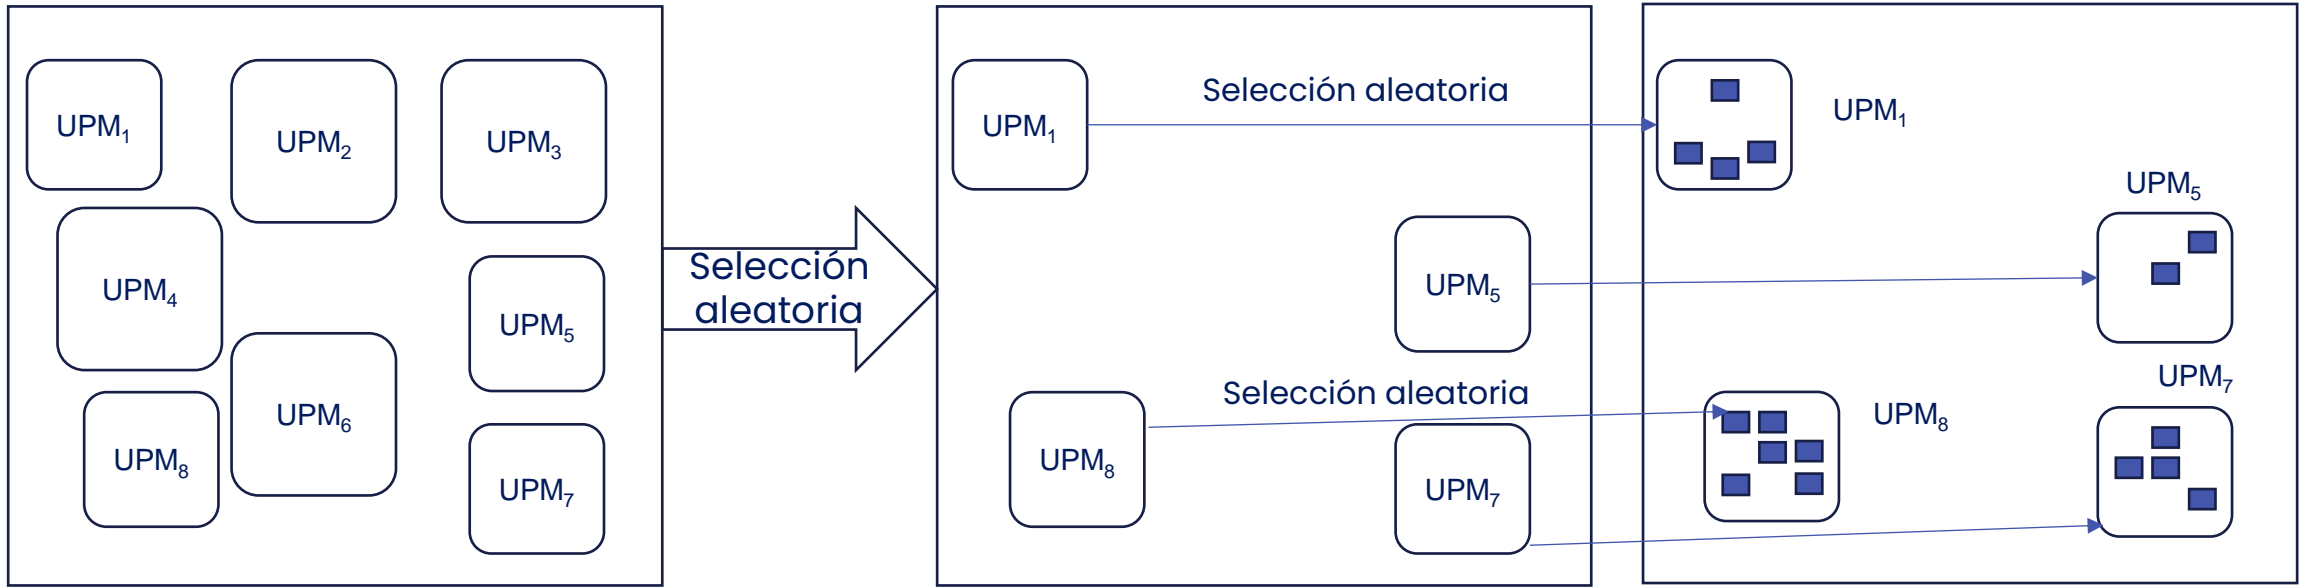 UPM₁
UPM₂
UPM₃
UPM₄
UPM₅
UPM₆
UPM₈
UPM₇
Selección
aleatoria
UPM₁
Selección aleatoria
UPM₅
Selección aleatoria
UPM₈
UPM₇
UPM₁
UPM₅
UPM₇
UPM₈